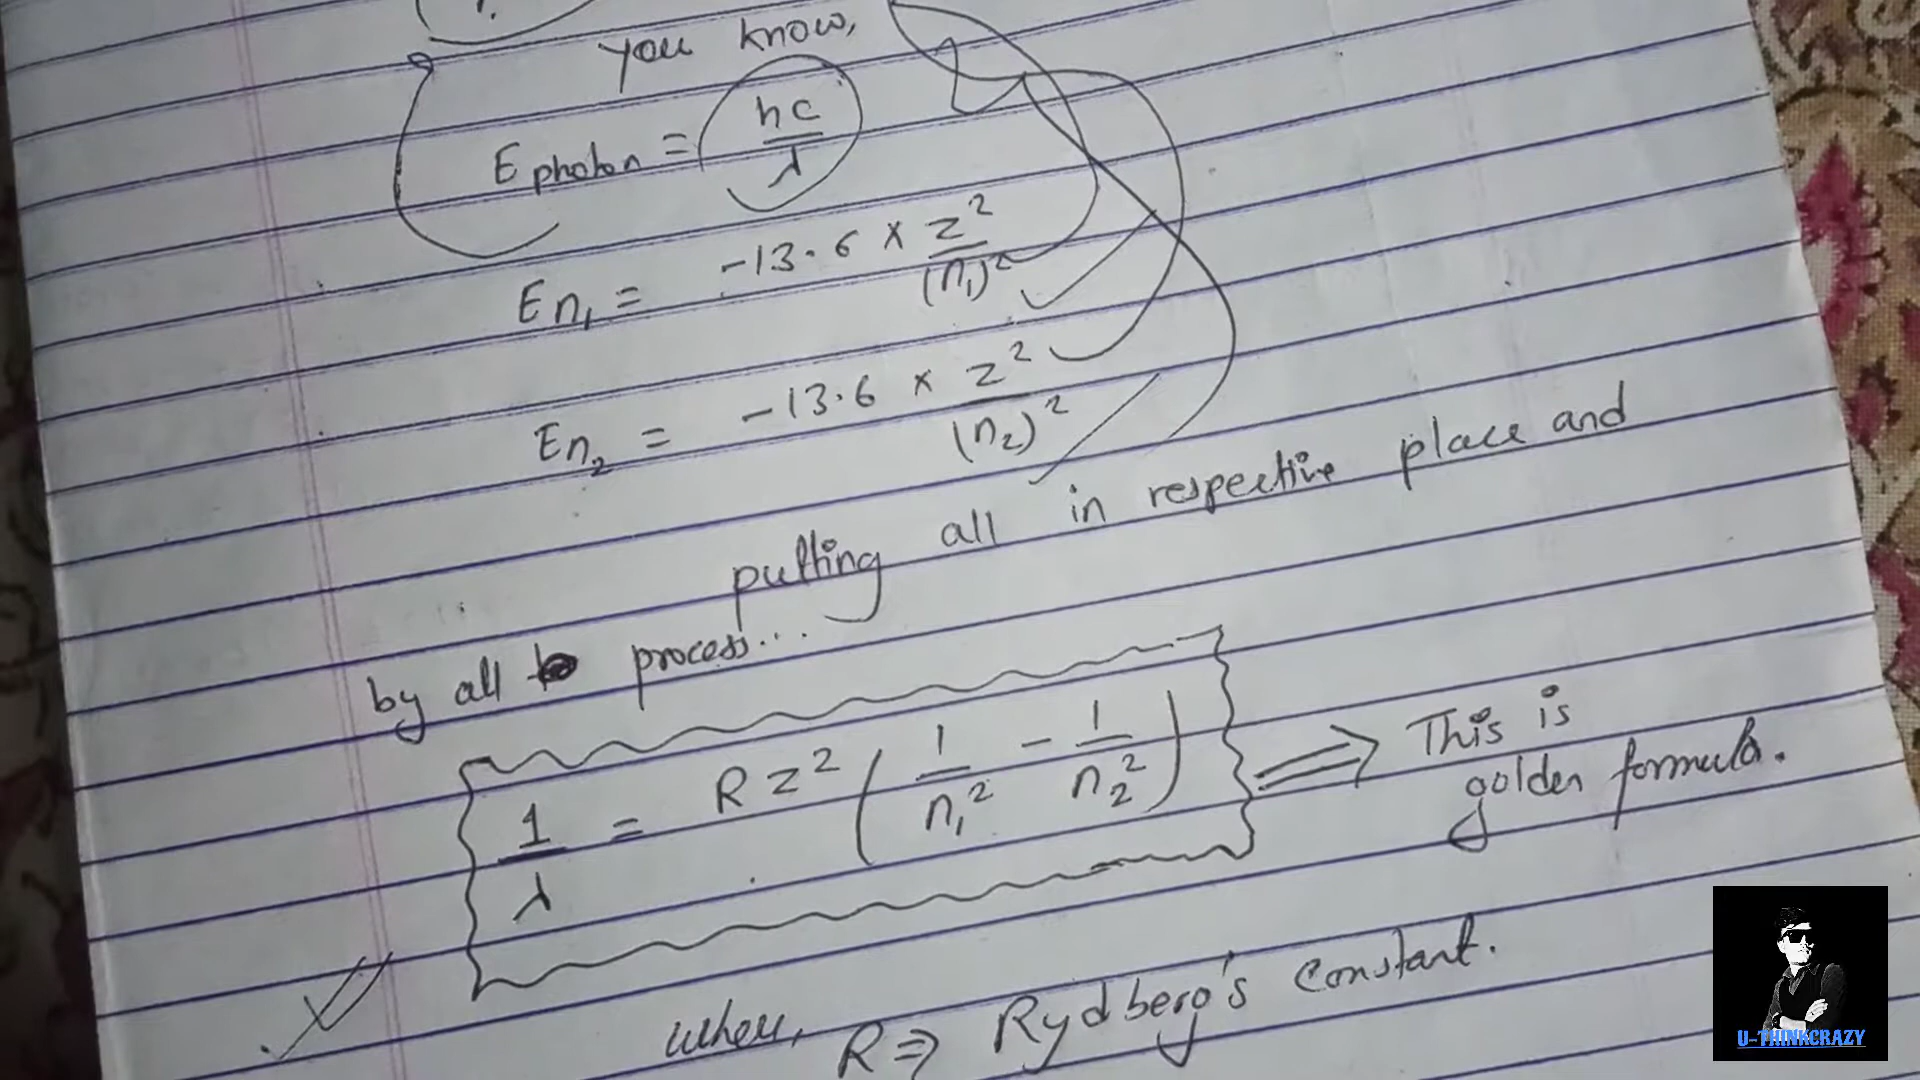 you know,
E photon = hc/λ
En₁ = -13.6 × z²/(n₁)²
En₂ = -13.6 × z²/(n₂)²
putting all in respective place and
by all process...
1/λ = R z² (1/n₁² - 1/n₂²) ⇒ This is
golden formula.
where, R ⇒ Rydberg's Constant.
U-THINKCRAZY